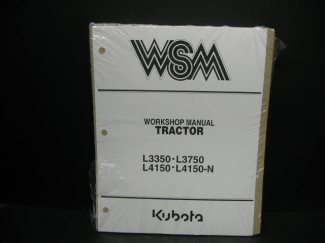 WSM
WORKSHOP MANUAL
TRACTOR
L3350·L3750
L4150·L4150-N
Kubota